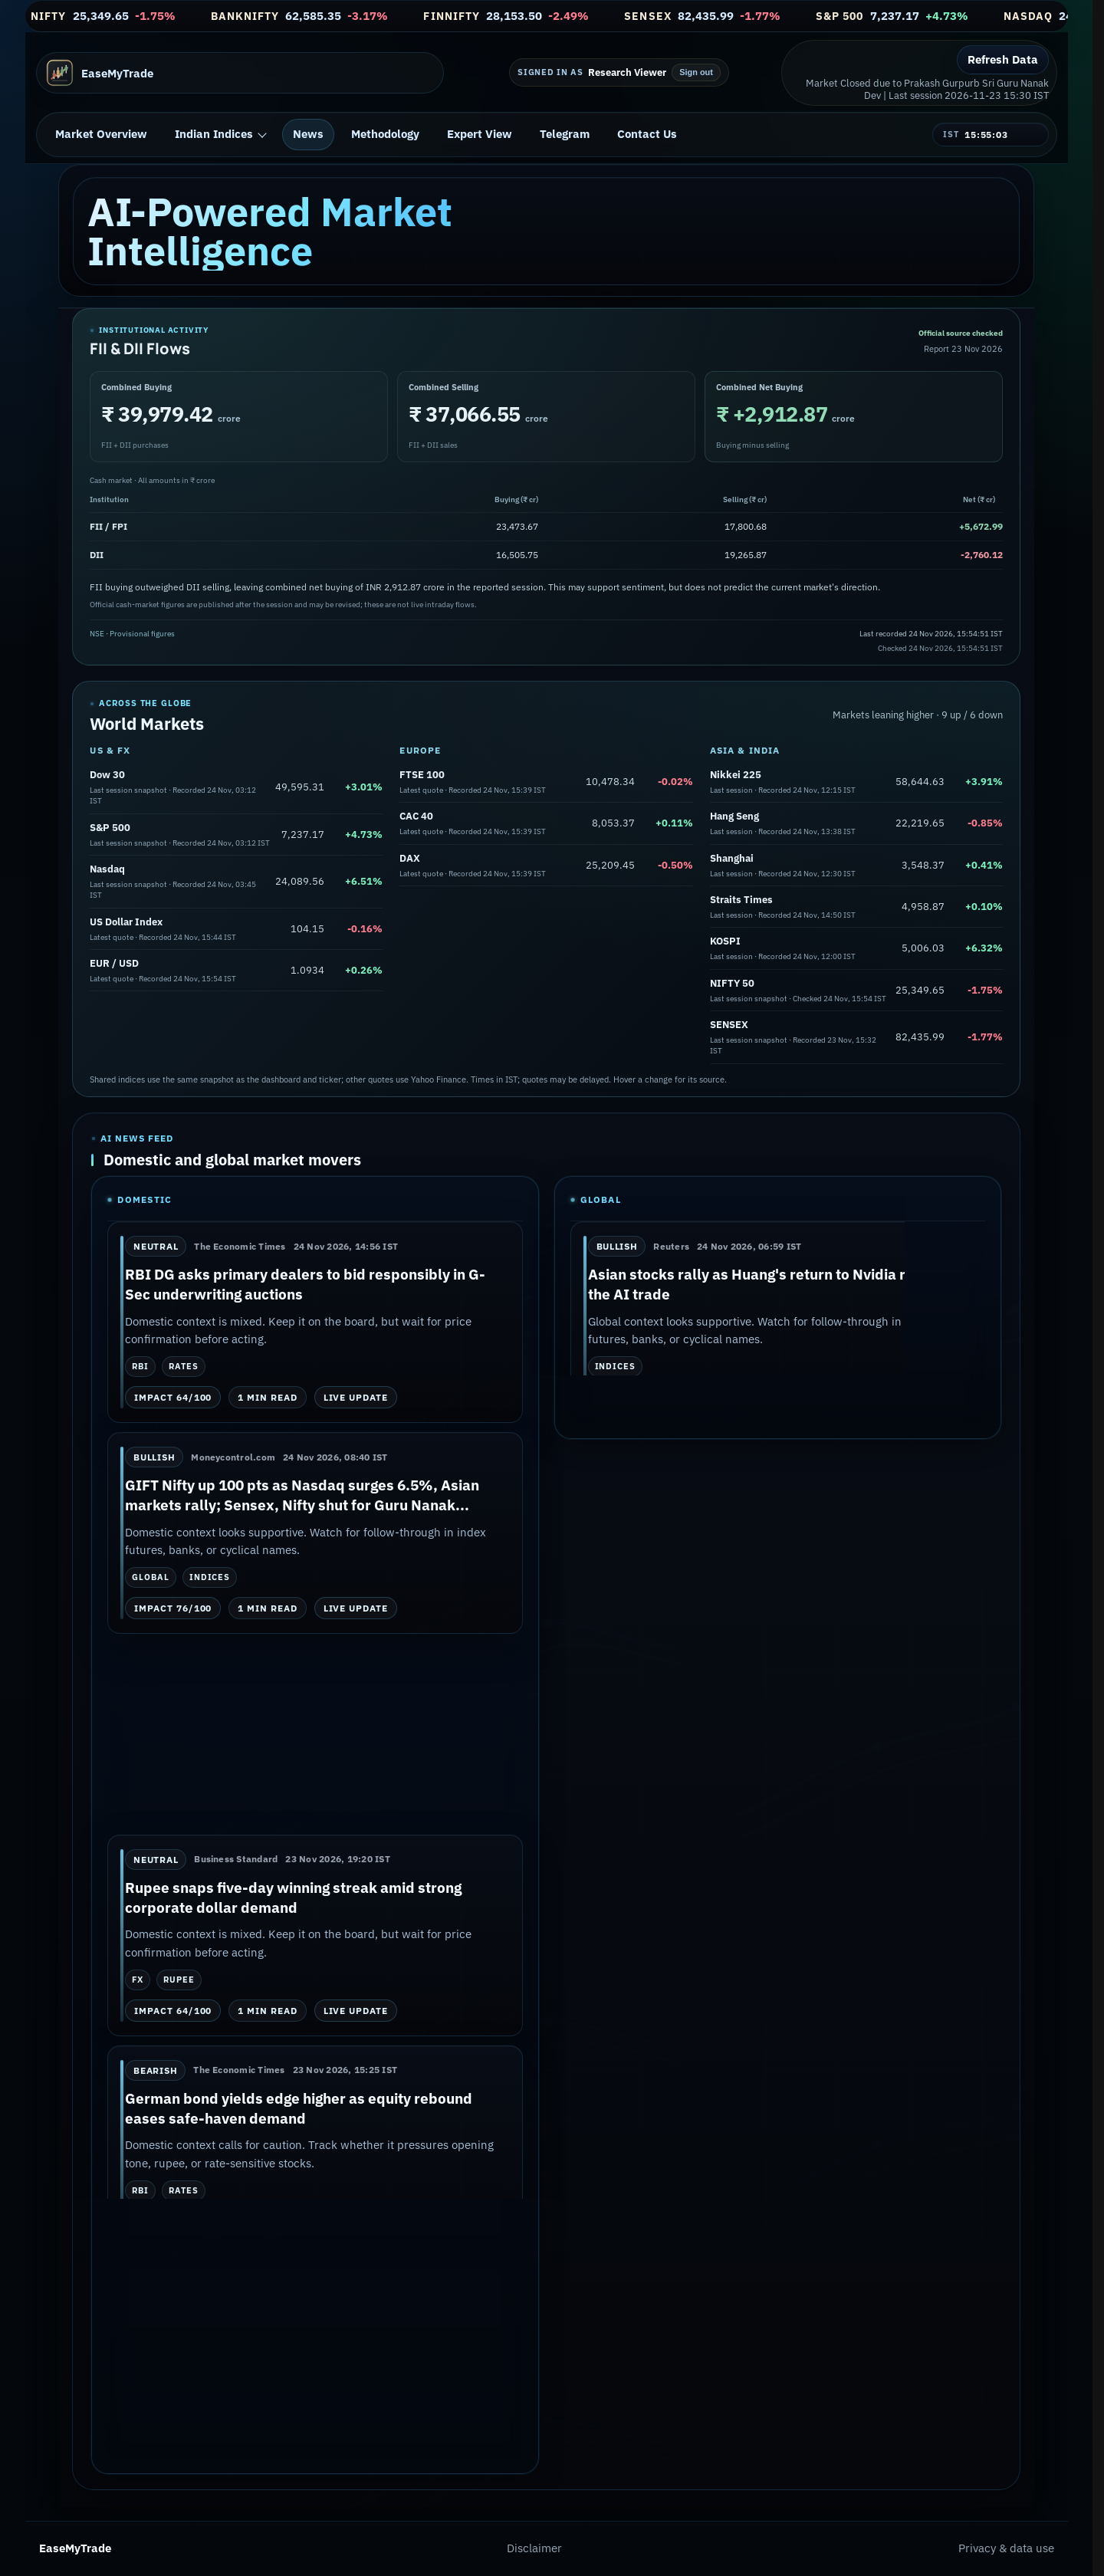 NIFTY 25,349.65 -1.75% BANKNIFTY 62,585.35 -3.17% FINNIFTY 28,153.50 -2.49% SENSEX 82,435.99 -1.77% S&P 500 7,237.17 +4.73% NASDAQ
EaseMyTrade
SIGNED IN AS Research Viewer Sign out
Refresh Data
Market Closed due to Prakash Gurpurb Sri Guru Nanak
Dev | Last session 2026-11-23 15:30 IST
Market Overview Indian Indices News Methodology Expert View Telegram Contact Us IST 15:55:03
AI-Powered Market
Intelligence
INSTITUTIONAL ACTIVITY
FII & DII Flows
Official source checked
Report 23 Nov 2026
Combined Buying
₹ 39,979.42 crore
FII + DII purchases
Combined Selling
₹ 37,066.55 crore
FII + DII sales
Combined Net Buying
₹ +2,912.87 crore
Buying minus selling
Cash market · All amounts in ₹ crore
Institution Buying (₹ cr) Selling (₹ cr) Net (₹ cr)
FII / FPI 23,473.67 17,800.68 +5,672.99
DII 16,505.75 19,265.87 -2,760.12
FII buying outweighed DII selling, leaving combined net buying of INR 2,912.87 crore in the reported session. This may support sentiment, but does not predict the current market's direction.
Official cash-market figures are published after the session and may be revised; these are not live intraday flows.
NSE · Provisional figures
Last recorded 24 Nov 2026, 15:54:51 IST
Checked 24 Nov 2026, 15:54:51 IST
ACROSS THE GLOBE
World Markets
Markets leaning higher · 9 up / 6 down
US & FX
Dow 30
Last session snapshot · Recorded 24 Nov, 03:12
IST
49,595.31 +3.01%
S&P 500
Last session snapshot · Recorded 24 Nov, 03:12 IST
7,237.17 +4.73%
Nasdaq
Last session snapshot · Recorded 24 Nov, 03:45
IST
24,089.56 +6.51%
US Dollar Index
Latest quote · Recorded 24 Nov, 15:44 IST
104.15 -0.16%
EUR / USD
Latest quote · Recorded 24 Nov, 15:54 IST
1.0934 +0.26%
EUROPE
FTSE 100
Latest quote · Recorded 24 Nov, 15:39 IST
10,478.34 -0.02%
CAC 40
Latest quote · Recorded 24 Nov, 15:39 IST
8,053.37 +0.11%
DAX
Latest quote · Recorded 24 Nov, 15:39 IST
25,209.45 -0.50%
ASIA & INDIA
Nikkei 225
Last session · Recorded 24 Nov, 12:15 IST
58,644.63 +3.91%
Hang Seng
Last session · Recorded 24 Nov, 13:38 IST
22,219.65 -0.85%
Shanghai
Last session · Recorded 24 Nov, 12:30 IST
3,548.37 +0.41%
Straits Times
Last session · Recorded 24 Nov, 14:50 IST
4,958.87 +0.10%
KOSPI
Last session · Recorded 24 Nov, 12:00 IST
5,006.03 +6.32%
NIFTY 50
Last session snapshot · Checked 24 Nov, 15:54 IST
25,349.65 -1.75%
SENSEX
Last session snapshot · Recorded 23 Nov, 15:32
IST
82,435.99 -1.77%
Shared indices use the same snapshot as the dashboard and ticker; other quotes use Yahoo Finance. Times in IST; quotes may be delayed. Hover a change for its source.
AI NEWS FEED
Domestic and global market movers
DOMESTIC
NEUTRAL The Economic Times 24 Nov 2026, 14:56 IST
RBI DG asks primary dealers to bid responsibly in G-
Sec underwriting auctions
Domestic context is mixed. Keep it on the board, but wait for price
confirmation before acting.
RBI RATES
IMPACT 64/100 1 MIN READ LIVE UPDATE
BULLISH Moneycontrol.com 24 Nov 2026, 08:40 IST
GIFT Nifty up 100 pts as Nasdaq surges 6.5%, Asian
markets rally; Sensex, Nifty shut for Guru Nanak...
Domestic context looks supportive. Watch for follow-through in index
futures, banks, or cyclical names.
GLOBAL INDICES
IMPACT 76/100 1 MIN READ LIVE UPDATE
NEUTRAL Business Standard 23 Nov 2026, 19:20 IST
Rupee snaps five-day winning streak amid strong
corporate dollar demand
Domestic context is mixed. Keep it on the board, but wait for price
confirmation before acting.
FX RUPEE
IMPACT 64/100 1 MIN READ LIVE UPDATE
BEARISH The Economic Times 23 Nov 2026, 15:25 IST
German bond yields edge higher as equity rebound
eases safe-haven demand
Domestic context calls for caution. Track whether it pressures opening
tone, rupee, or rate-sensitive stocks.
RBI RATES
GLOBAL
BULLISH Reuters 24 Nov 2026, 06:59 IST
Asian stocks rally as Huang's return to Nvidia r
the AI trade
Global context looks supportive. Watch for follow-through in
futures, banks, or cyclical names.
INDICES
EaseMyTrade Disclaimer Privacy & data use